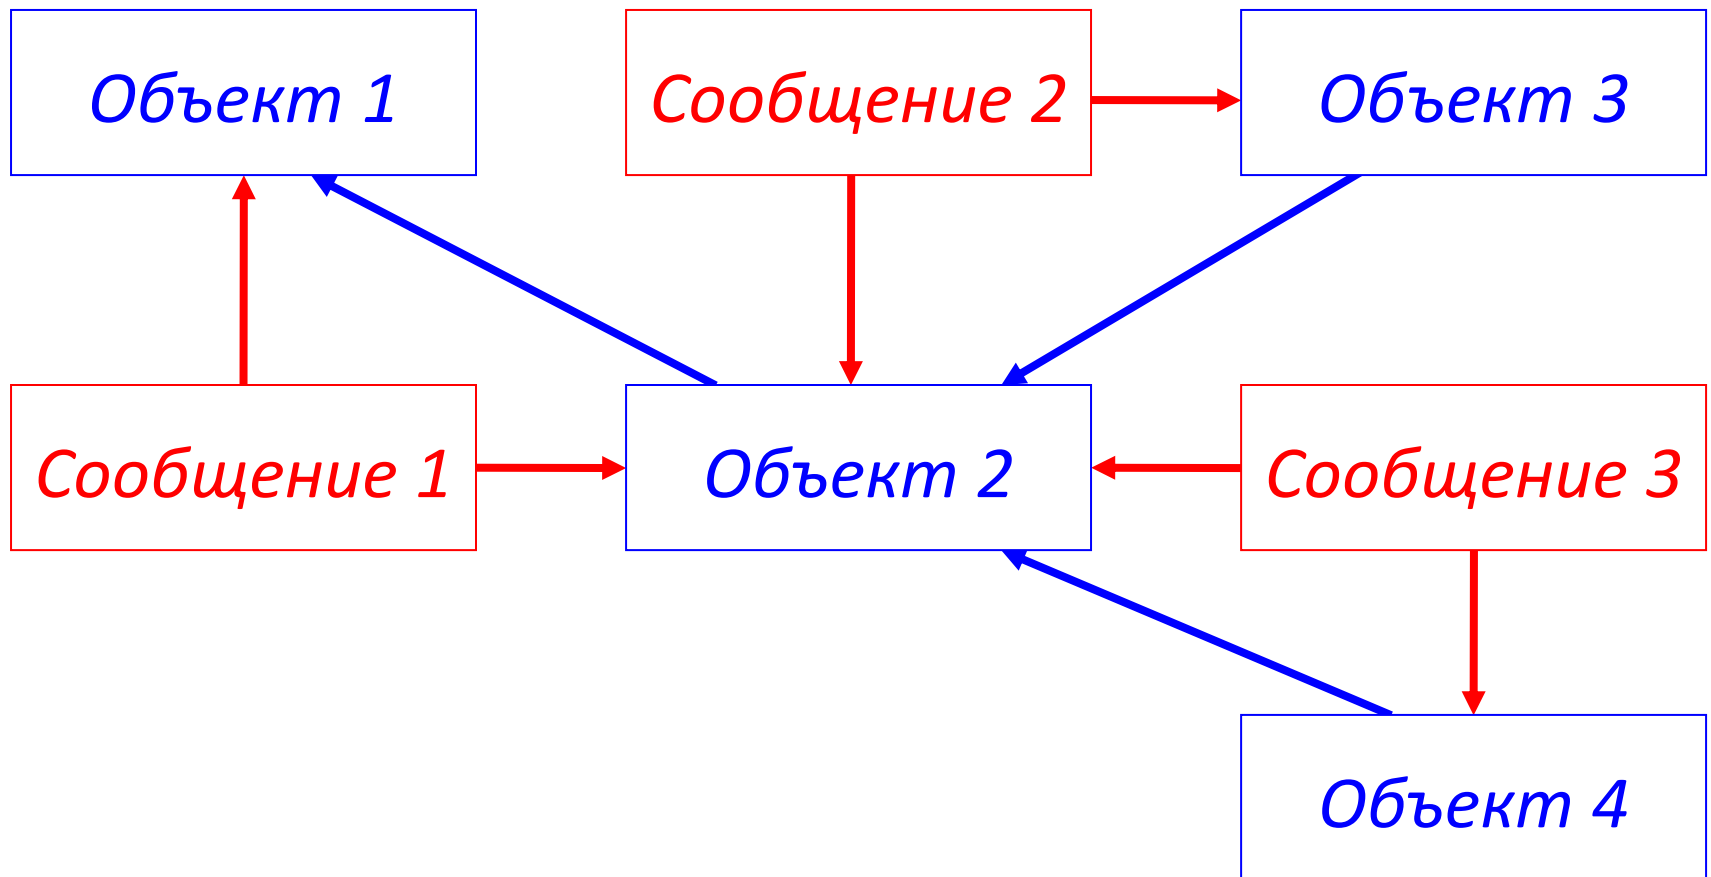 Объект 1
Сообщение 2
Объект 3
Сообщение 1
Объект 2
Сообщение 3
Объект 4